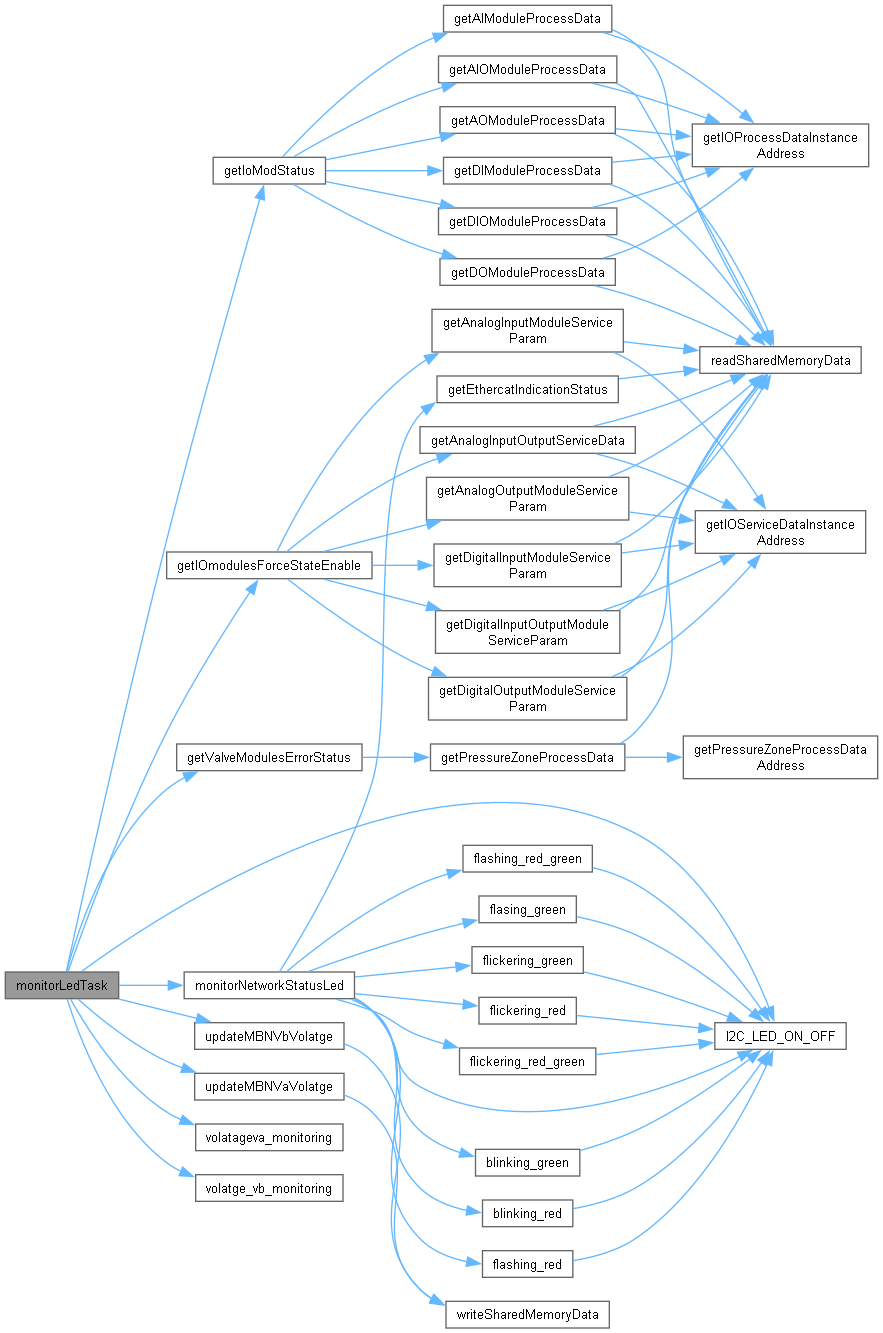 getAIModuleProcessData
getAIOModuleProcessData
getAOModuleProcessData
getIOProcessDataInstance
Address
getIoModStatus
getDIModuleProcessData
getDIOModuleProcessData
getDOModuleProcessData
getAnalogInputModuleService
Param
readSharedMemoryData
getEthercatIndicationStatus
getAnalogInputOutputServiceData
getAnalogOutputModuleService
Param
getIOServiceDataInstance
Address
getIOmodulesForceStateEnable
getDigitalInputModuleService
Param
getDigitalInputOutputModule
ServiceParam
getDigitalOutputModuleService
Param
getValveModulesErrorStatus
getPressureZoneProcessData
getPressureZoneProcessData
Address
flashing_red_green
flasing_green
flickering_green
monitorLedTask
monitorNetworkStatusLed
flickering_red
updateMBNVbVolatge
I2C_LED_ON_OFF
flickering_red_green
updateMBNVaVolatge
volatageva_monitoring
blinking_green
volatge_vb_monitoring
blinking_red
flashing_red
writeSharedMemoryData